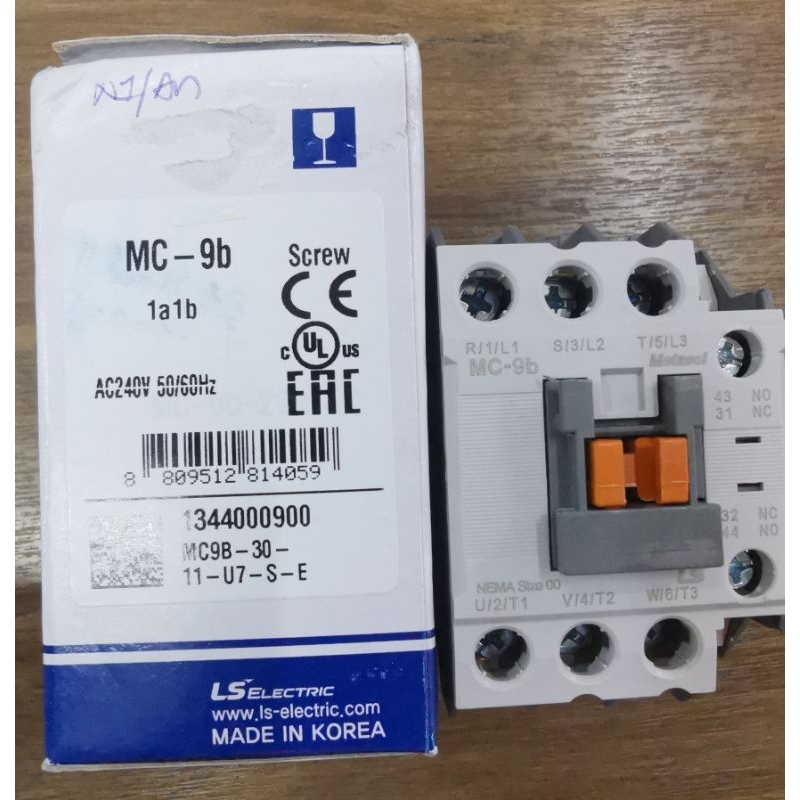 MC-9b
Screw
1a1b
CE
c UL US
EAC
AC240V 50/60Hz
8 809512 814059
1344000900
MC9B-30-
11-U7-S-E
LS ELECTRIC
www.ls-electric.com
MADE IN KOREA
R/1/L1 S/3/L2 T/5/L3
MC-9b Metasol
43 NO
31 NC
32 NC
44 NO
NEMA Size 00
LS
U/2/T1 V/4/T2 W/6/T3